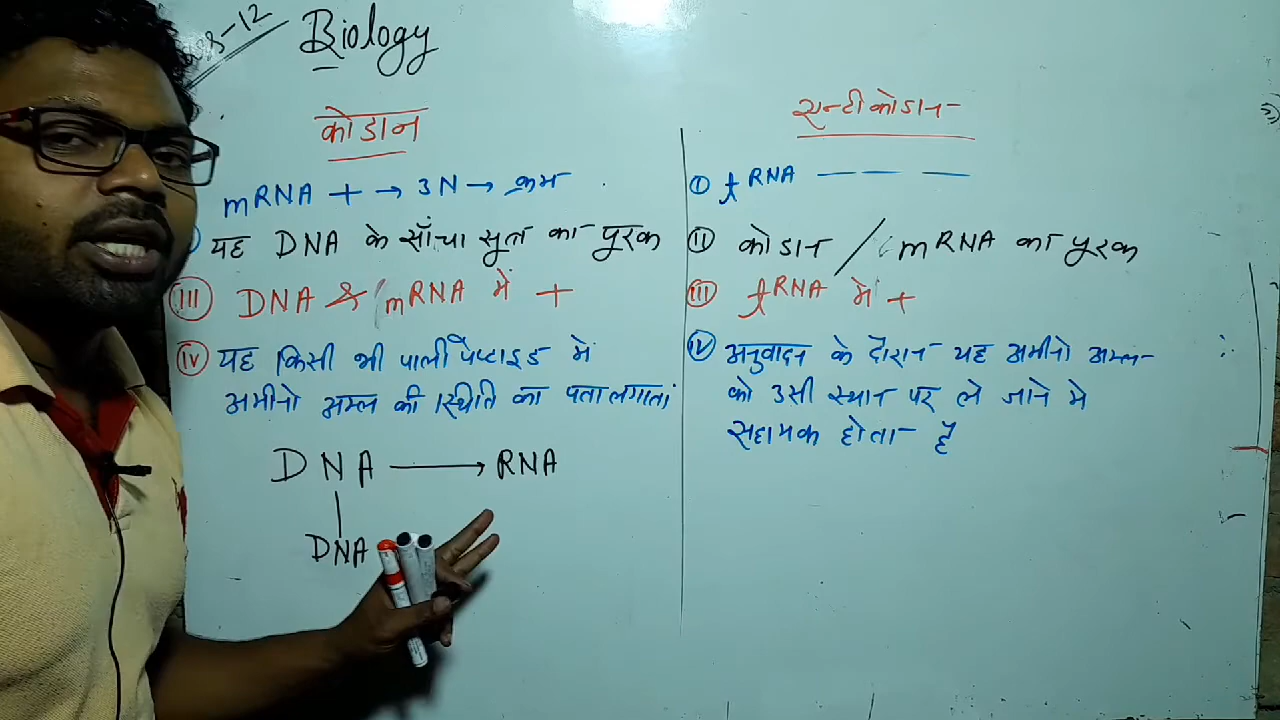 -12
Biology
कोडान
mRNA + → 3N → क्रम
यह DNA के साँचा सूत्र का पूरक
III DNA & mRNA में +
IV यह किसी भी पाली पेप्टाइड में
अमीनो अम्ल की स्थिति का पता लगाता
DNA → RNA
DNA
एन्टीकोडान
I tRNA — — —
II कोडान / mRNA का पूरक
III tRNA में +
IV अनुवादन के दौरान यह अमीनो अम्ल
को उसी स्थान पर ले जाने मे
सहायक होता है